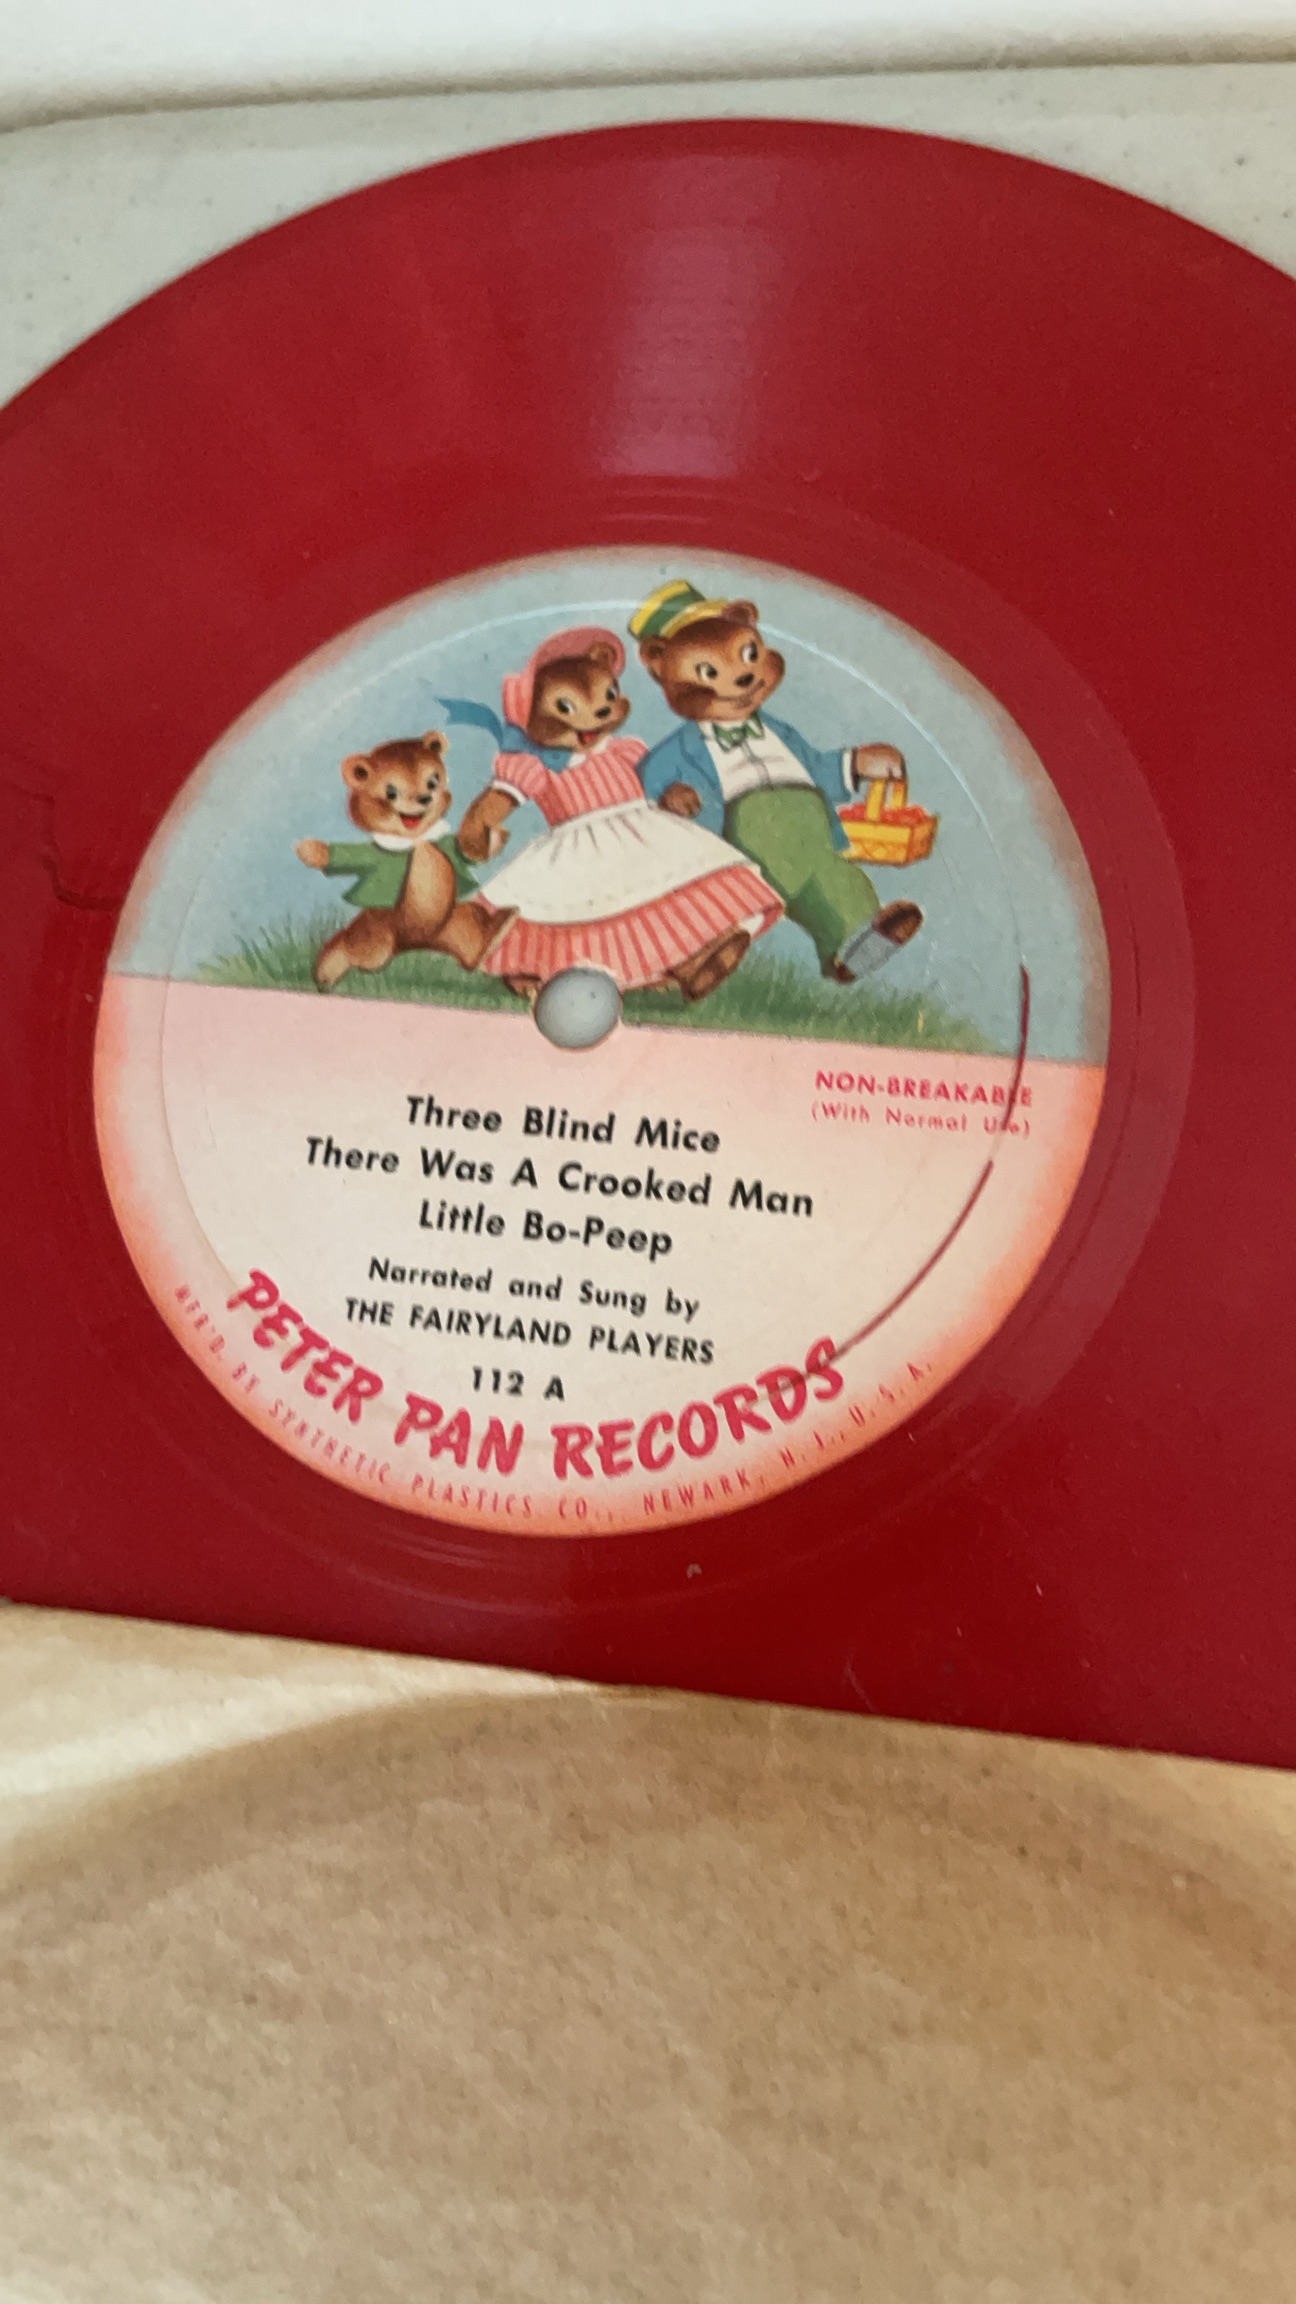 NON-BREAKABLE
(With Normal Use)
Three Blind Mice
There Was A Crooked Man
Little Bo-Peep
Narrated and Sung by
THE FAIRYLAND PLAYERS
112 A
PETER PAN RECORDS
MFR'D. BY SYNTHETIC PLASTICS CO., NEWARK, N. J., U. S. A.